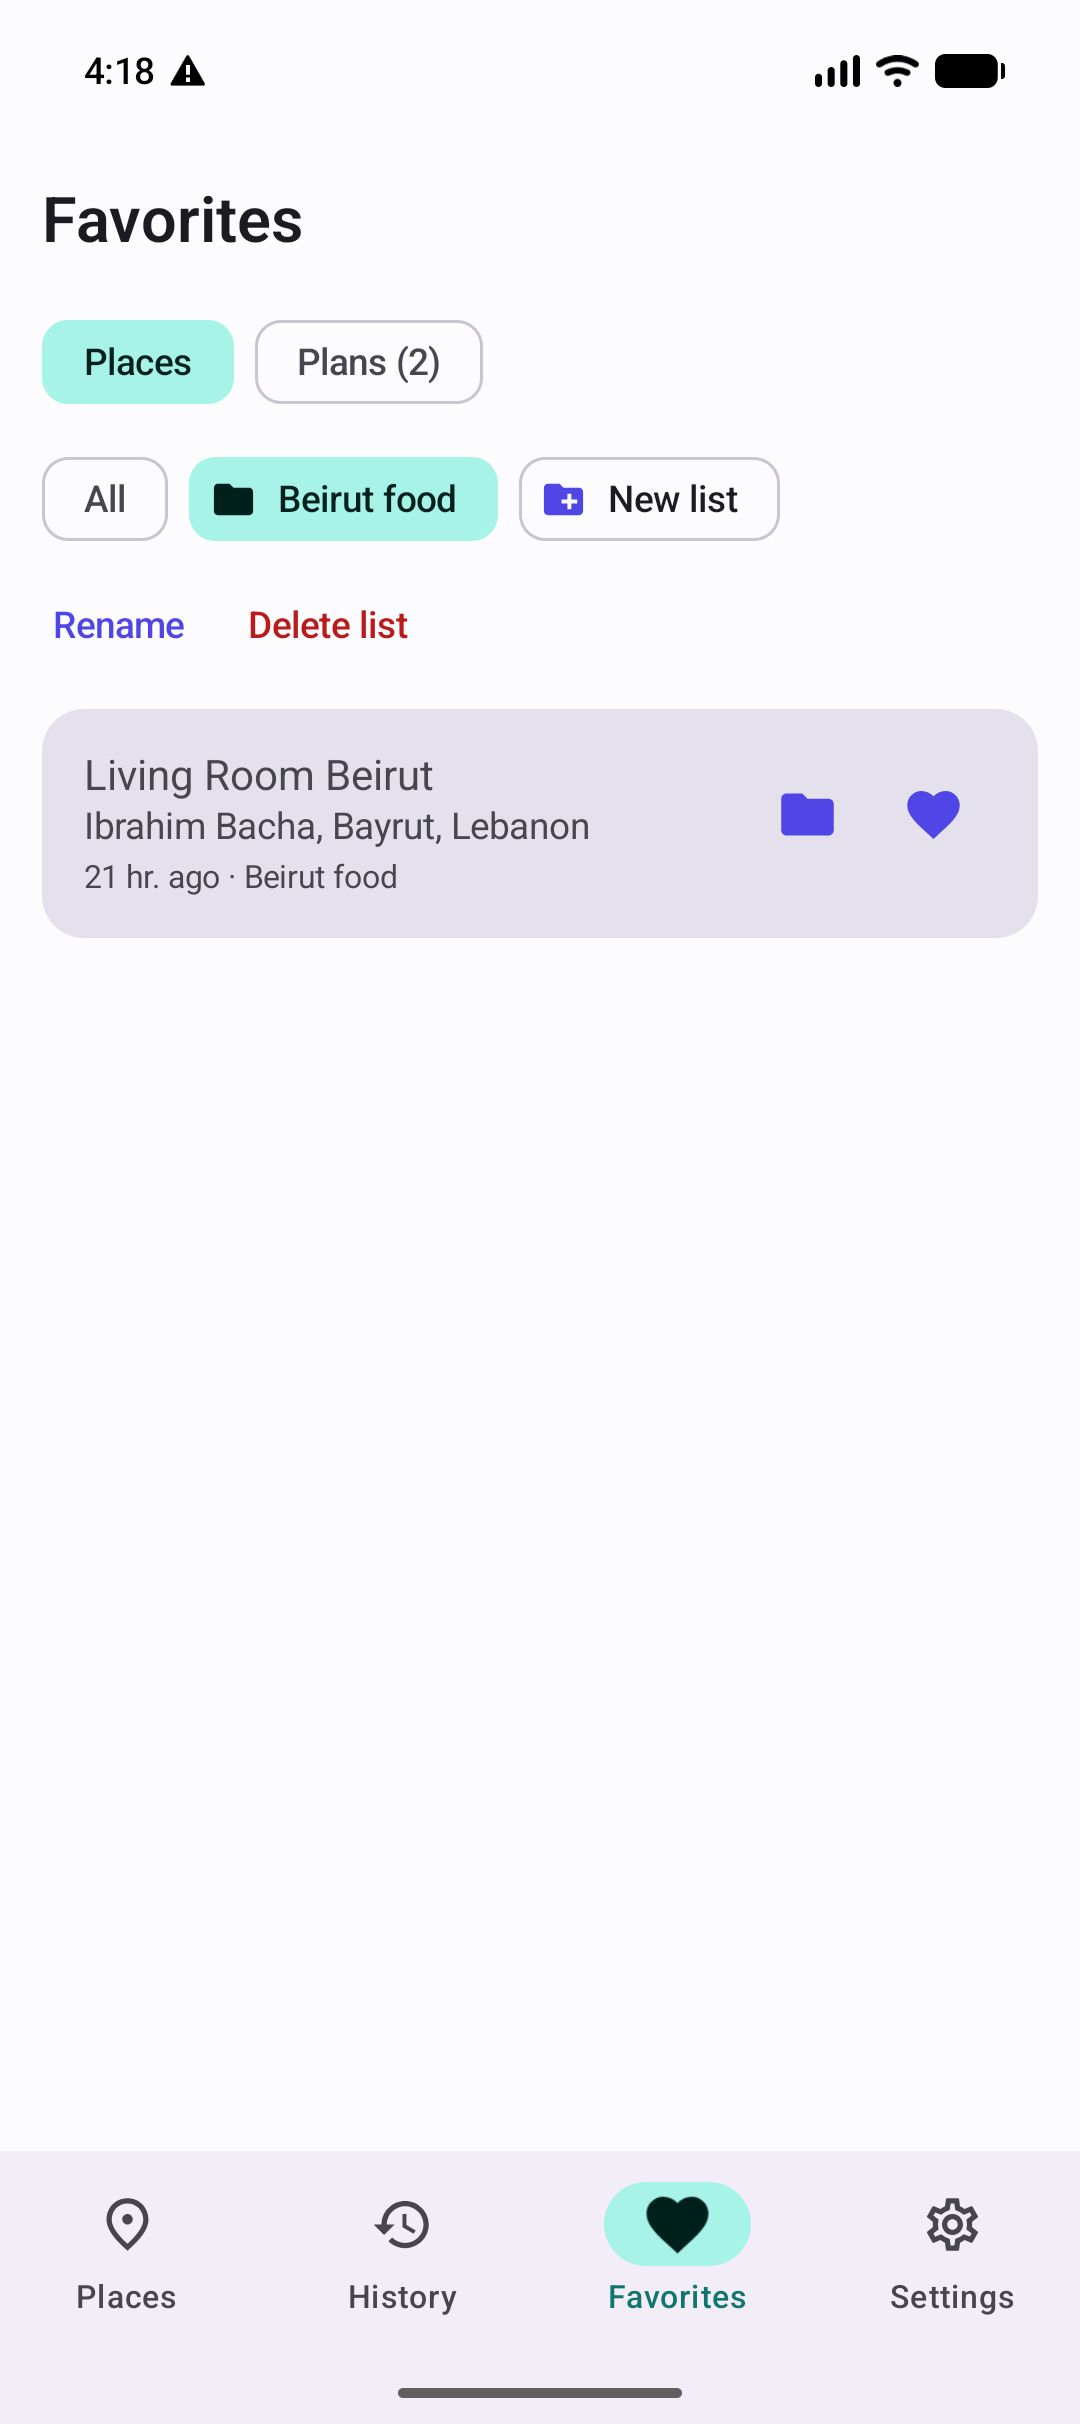 4:18
Favorites
Places
Plans (2)
All
Beirut food
New list
Rename
Delete list
Living Room Beirut
Ibrahim Bacha, Bayrut, Lebanon
21 hr. ago · Beirut food
Places
History
Favorites
Settings